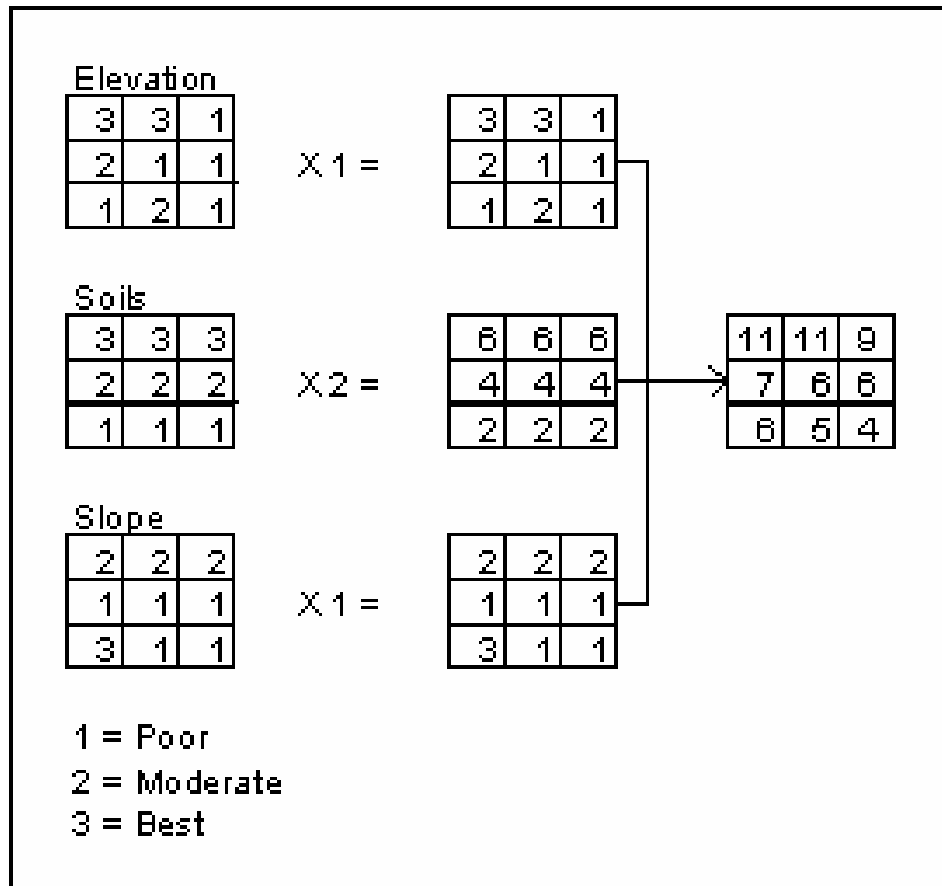 Elevation
3 3 1 3 3 1
2 1 1 X 1 = 2 1 1
1 2 1 1 2 1
Soils
3 3 3 6 6 6 11 11 9
2 2 2 X 2 = 4 4 4 7 6 6
1 1 1 2 2 2 6 5 4
Slope
2 2 2 2 2 2
1 1 1 X 1 = 1 1 1
3 1 1 3 1 1
1 = Poor
2 = Moderate
3 = Best